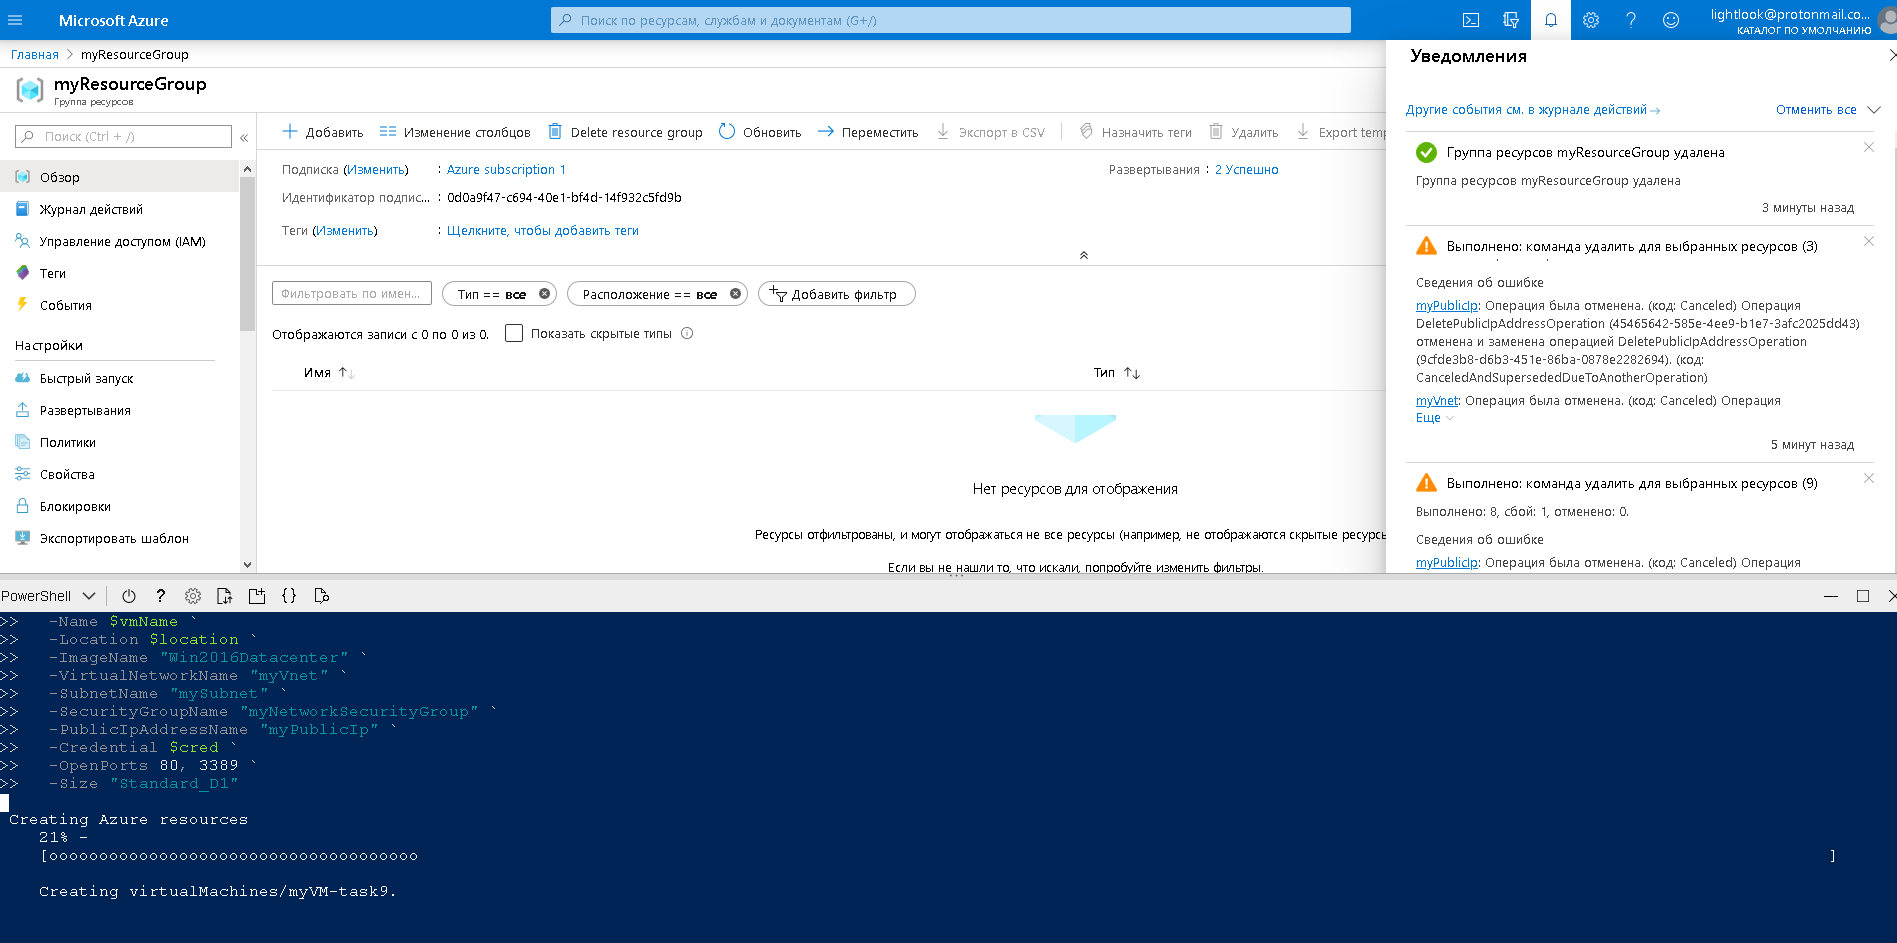 Microsoft Azure
Поиск по ресурсам, службам и документам (G+/)
lightlook@protonmail.co...
КАТАЛОГ ПО УМОЛЧАНИЮ
Главная > myResourceGroup
myResourceGroup
Группа ресурсов
Поиск (Ctrl + /)
«
Обзор
Журнал действий
Управление доступом (IAM)
Теги
События
Настройки
Быстрый запуск
Развертывания
Политики
Свойства
Блокировки
Экспортировать шаблон
Добавить
Изменение столбцов
Delete resource group
Обновить
Переместить
Экспорт в CSV
Назначить теги
Удалить
Export temp
Подписка (Изменить) : Azure subscription 1
Развертывания : 2 Успешно
Идентификатор подпис... : 0d0a9f47-c694-40e1-bf4d-14f932c5fd9b
Теги (Изменить) : Щелкните, чтобы добавить теги
Фильтровать по имен...
Тип == все
Расположение == все
Добавить фильтр
Отображаются записи с 0 по 0 из 0.
Показать скрытые типы
Имя ↑↓
Тип ↑↓
Нет ресурсов для отображения
Ресурсы отфильтрованы, и могут отображаться не все ресурсы (например, не отображаются скрытые ресурсы
Если вы не нашли то, что искали, попробуйте изменить фильтры.
Уведомления
Другие события см. в журнале действий→
Отменить все
Группа ресурсов myResourceGroup удалена
Группа ресурсов myResourceGroup удалена
3 минуты назад
Выполнено: команда удалить для выбранных ресурсов (3)
Сведения об ошибке
myPublicIp: Операция была отменена. (код: Canceled) Операция
DeletePublicIpAddressOperation (45465642-585e-4ee9-b1e7-3afc2025dd43)
отменена и заменена операцией DeletePublicIpAddressOperation
(9cfde3b8-d6b3-451e-86ba-0878e2282694). (код:
CanceledAndSupersededDueToAnotherOperation)
myVnet: Операция была отменена. (код: Canceled) Операция
Еще
5 минут назад
Выполнено: команда удалить для выбранных ресурсов (9)
Выполнено: 8, сбой: 1, отменено: 0.
Сведения об ошибке
myPublicIp: Операция была отменена. (код: Canceled) Операция
PowerShell
>> -Name $vmName `
>> -Location $location `
>> -ImageName "Win2016Datacenter" `
>> -VirtualNetworkName "myVnet" `
>> -SubnetName "mySubnet" `
>> -SecurityGroupName "myNetworkSecurityGroup" `
>> -PublicIpAddressName "myPublicIp" `
>> -Credential $cred `
>> -OpenPorts 80, 3389 `
>> -Size "Standard_D1"
Creating Azure resources
21% -
[ooooooooooooooooooooooooooooooooooooo ]
Creating virtualMachines/myVM-task9.